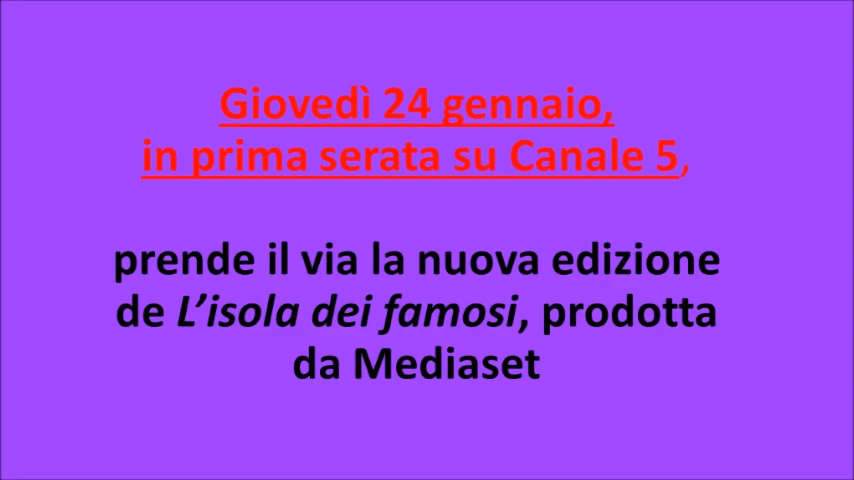 Giovedì 24 gennaio,
in prima serata su Canale 5,
prende il via la nuova edizione
de L’isola dei famosi, prodotta
da Mediaset